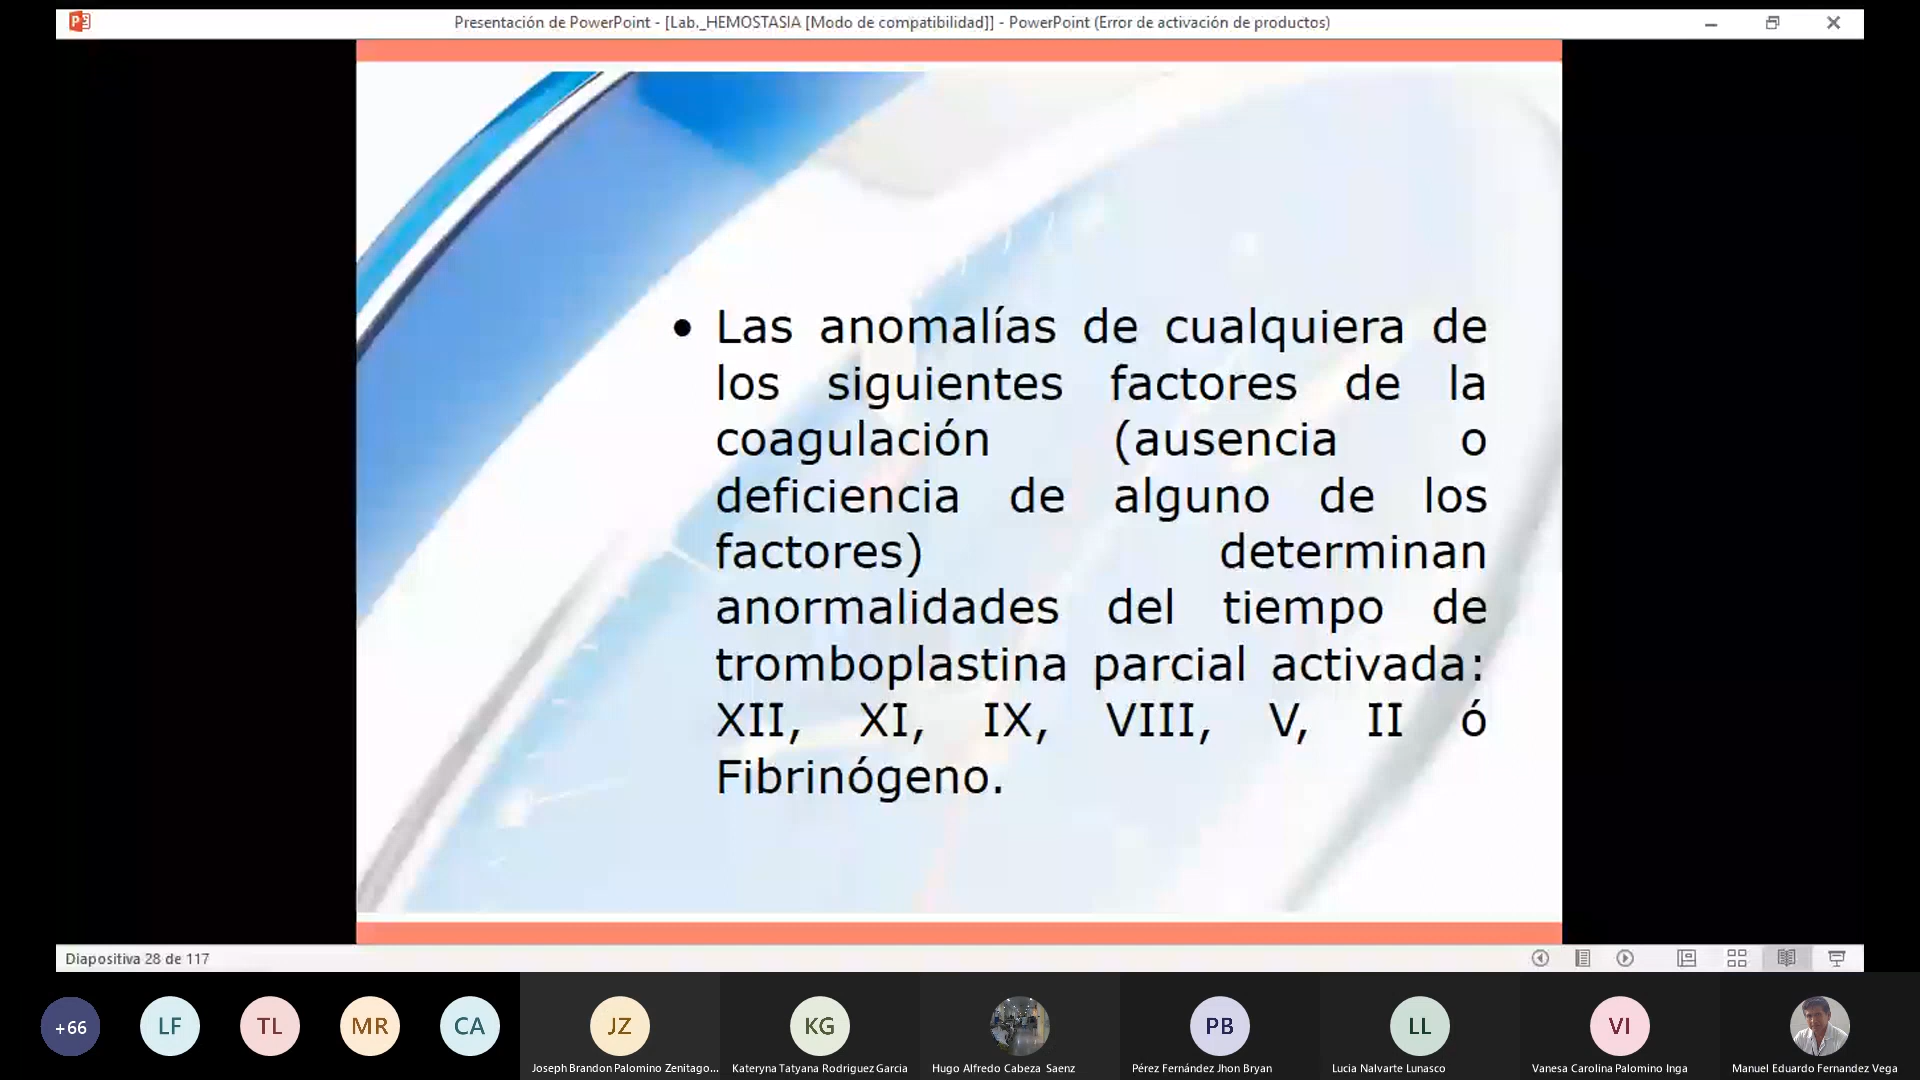 Presentación de PowerPoint - [Lab._HEMOSTASIA [Modo de compatibilidad]] - PowerPoint (Error de activación de productos)
• Las anomalías de cualquiera de
los siguientes factores de la
coagulación (ausencia o
deficiencia de alguno de los
factores) determinan
anormalidades del tiempo de
tromboplastina parcial activada:
XII, XI, IX, VIII, V, II ó
Fibrinógeno.
Diapositiva 28 de 117
+66 LF TL MR CA JZ KG PB LL VI
Joseph Brandon Palomino Zenitago... Kateryna Tatyana Rodriguez Garcia Hugo Alfredo Cabeza Saenz Pérez Fernández Jhon Bryan Lucia Nalvarte Lunasco Vanesa Carolina Palomino Inga Manuel Eduardo Fernandez Vega